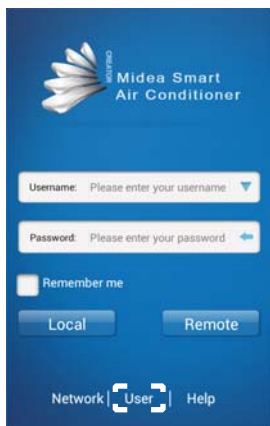 CREATOR
Midea Smart
Air Conditioner
Username: Please enter your username
Password: Please enter your password
Remember me
Local Remote
Network| User | Help